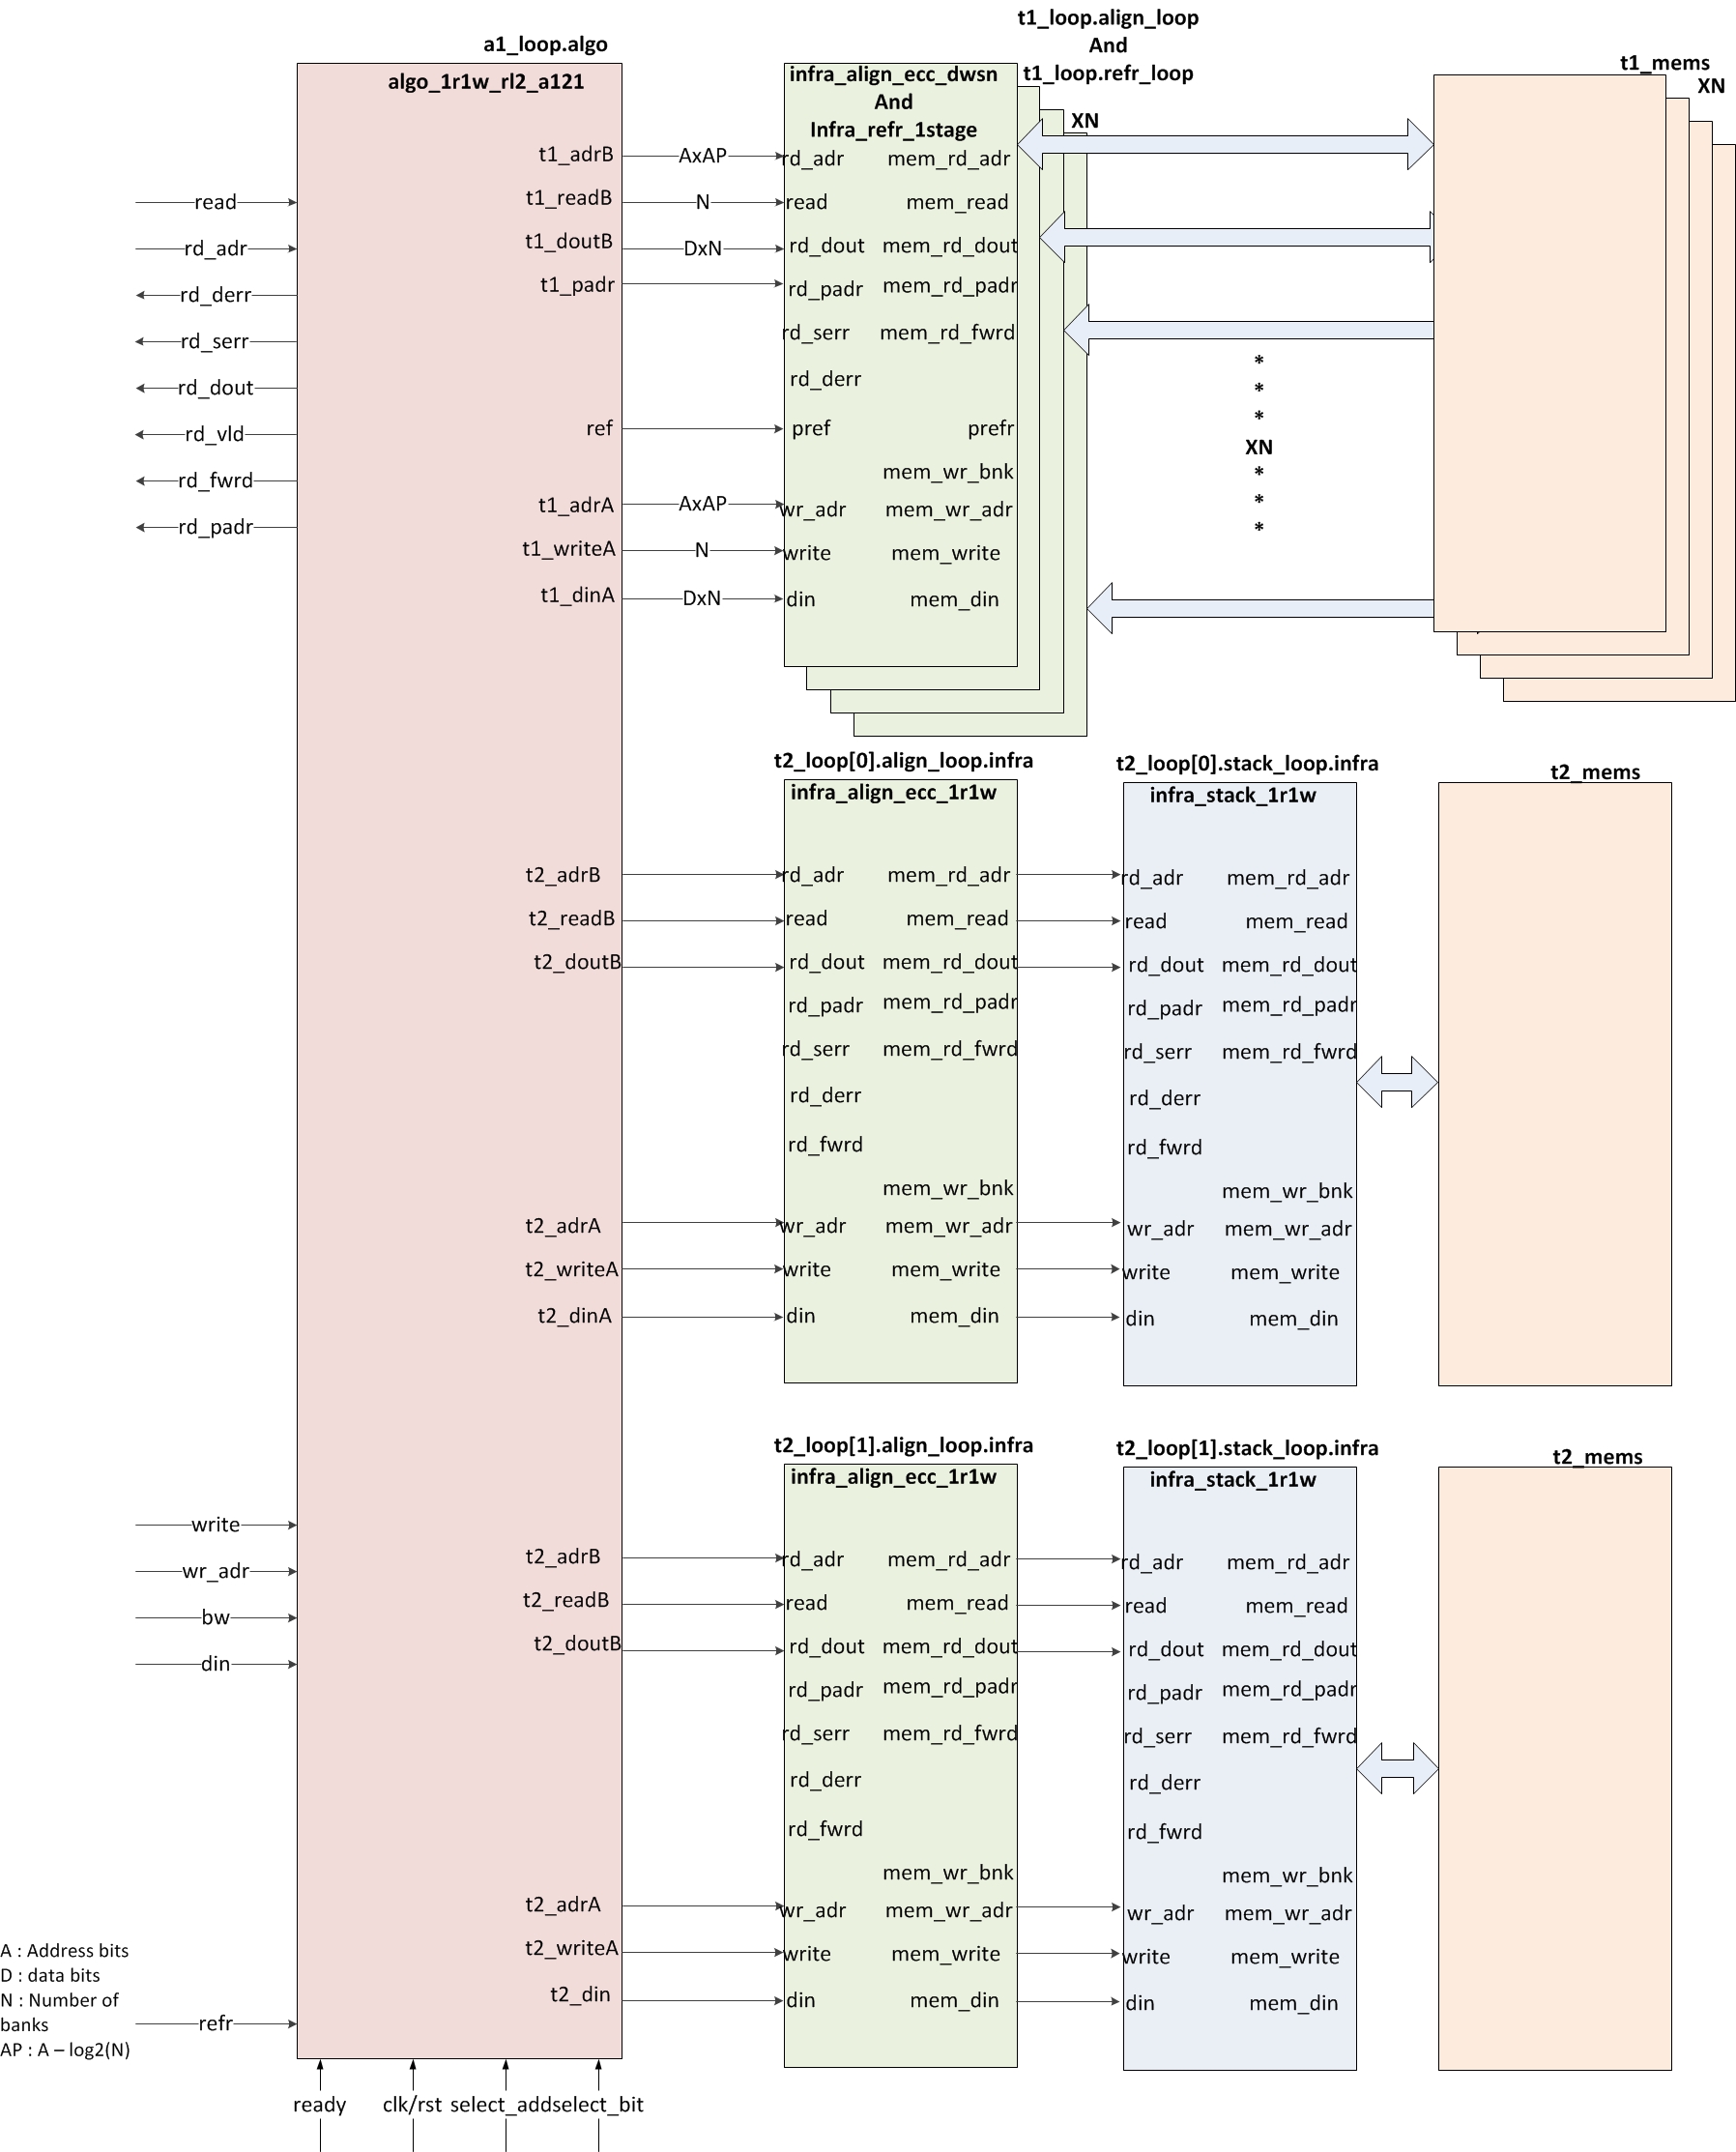 a1_loop.algo
algo_1r1w_rl2_a121
read
rd_adr
rd_derr
rd_serr
rd_dout
rd_vld
rd_fwrd
rd_padr
write
wr_adr
bw
din
refr
A : Address bits
D : data bits
N : Number of
banks
AP : A – log2(N)
ready
clk/rst
select_add
select_bit
t1_adrB
t1_readB
t1_doutB
t1_padr
ref
t1_adrA
t1_writeA
t1_dinA
AxAP
N
DxN
AxAP
N
DxN
t1_loop.align_loop
And
t1_loop.refr_loop
XN
infra_align_ecc_dwsn
And
Infra_refr_1stage
rd_adr mem_rd_adr
read mem_read
rd_dout mem_rd_dout
rd_padr mem_rd_padr
rd_serr mem_rd_fwrd
rd_derr
pref prefr
mem_wr_bnk
wr_adr mem_wr_adr
write mem_write
din mem_din
*
*
*
XN
*
*
*
t1_mems
XN
t2_adrB
t2_readB
t2_doutB
t2_adrA
t2_writeA
t2_dinA
t2_loop[0].align_loop.infra
infra_align_ecc_1r1w
rd_adr mem_rd_adr
read mem_read
rd_dout mem_rd_dout
rd_padr mem_rd_padr
rd_serr mem_rd_fwrd
rd_derr
rd_fwrd
mem_wr_bnk
wr_adr mem_wr_adr
write mem_write
din mem_din
t2_loop[0].stack_loop.infra
infra_stack_1r1w
rd_adr mem_rd_adr
read mem_read
rd_dout mem_rd_dout
rd_padr mem_rd_padr
rd_serr mem_rd_fwrd
rd_derr
rd_fwrd
mem_wr_bnk
wr_adr mem_wr_adr
write mem_write
din mem_din
t2_mems
t2_adrB
t2_readB
t2_doutB
t2_adrA
t2_writeA
t2_din
t2_loop[1].align_loop.infra
infra_align_ecc_1r1w
rd_adr mem_rd_adr
read mem_read
rd_dout mem_rd_dout
rd_padr mem_rd_padr
rd_serr mem_rd_fwrd
rd_derr
rd_fwrd
mem_wr_bnk
wr_adr mem_wr_adr
write mem_write
din mem_din
t2_loop[1].stack_loop.infra
infra_stack_1r1w
rd_adr mem_rd_adr
read mem_read
rd_dout mem_rd_dout
rd_padr mem_rd_padr
rd_serr mem_rd_fwrd
rd_derr
rd_fwrd
mem_wr_bnk
wr_adr mem_wr_adr
write mem_write
din mem_din
t2_mems